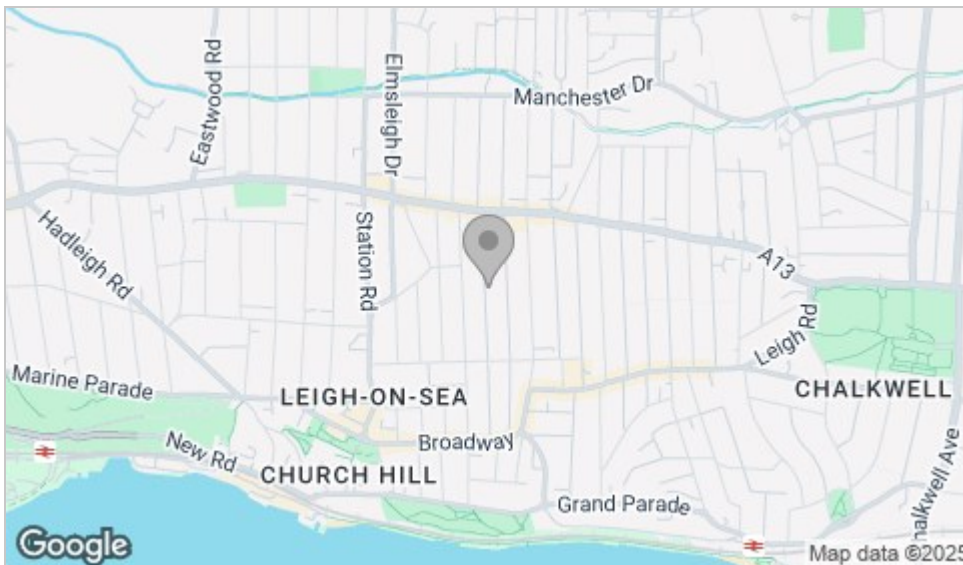 Eastwood Rd
Elmsleigh Dr
Manchester Dr
Station Rd
Hadleigh Rd
A13
Leigh Rd
Marine Parade
LEIGH-ON-SEA
CHALKWELL
Broadway
New Rd
CHURCH HILL
Grand Parade
halkwell Ave
Google
Map data ©2025